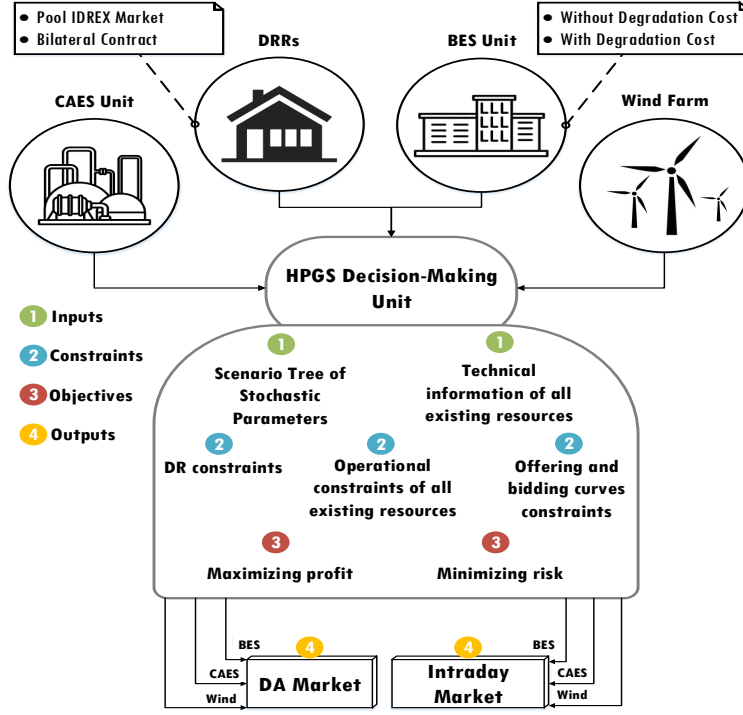 • Pool IDREX Market
• Bilateral Contract
DRRs
BES Unit
• Without Degradation Cost
• With Degradation Cost
CAES Unit
Wind Farm
HPGS Decision-Making
Unit
1 Inputs
2 Constraints
3 Objectives
4 Outputs
1
Scenario Tree of
Stochastic
Parameters
1
Technical
information of all
existing resources
2
DR constraints
2
Operational
constraints of all
existing resources
2
Offering and
bidding curves
constraints
3
Maximizing profit
3
Minimizing risk
BES
CAES
Wind
4
DA Market
4
Intraday
Market
BES
CAES
Wind